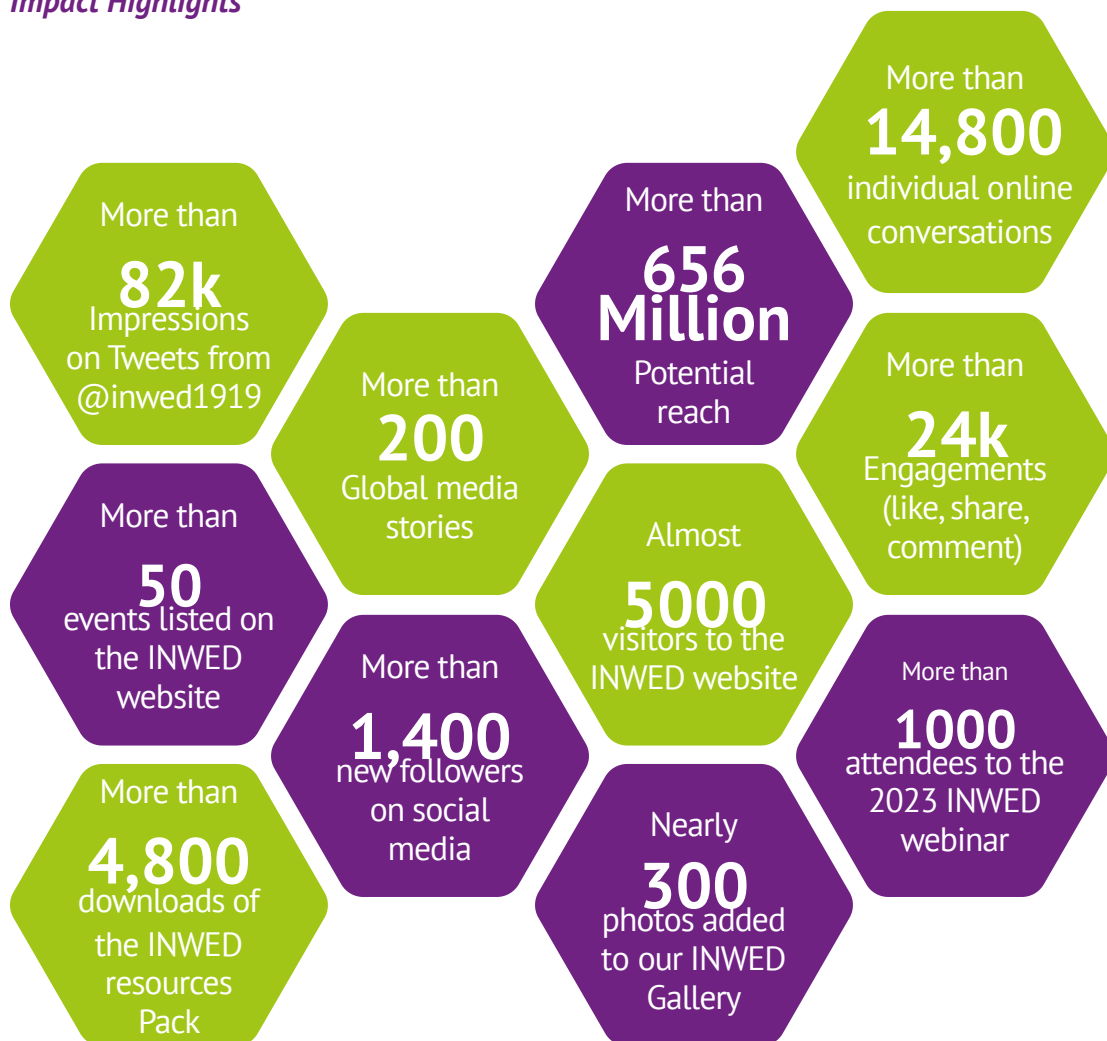 Impact Highlights
More than
14,800
individual online
conversations
More than
82k
Impressions
on Tweets from
@inwed1919
More than
656
Million
Potential
reach
More than
200
Global media
stories
More than
24k
Engagements
(like, share,
comment)
More than
50
events listed on
the INWED
website
Almost
5000
visitors to the
INWED website
More than
1,400
new followers
on social
media
More than
1000
attendees to the
2023 INWED
webinar
More than
4,800
downloads of
the INWED
resources
Pack
Nearly
300
photos added
to our INWED
Gallery